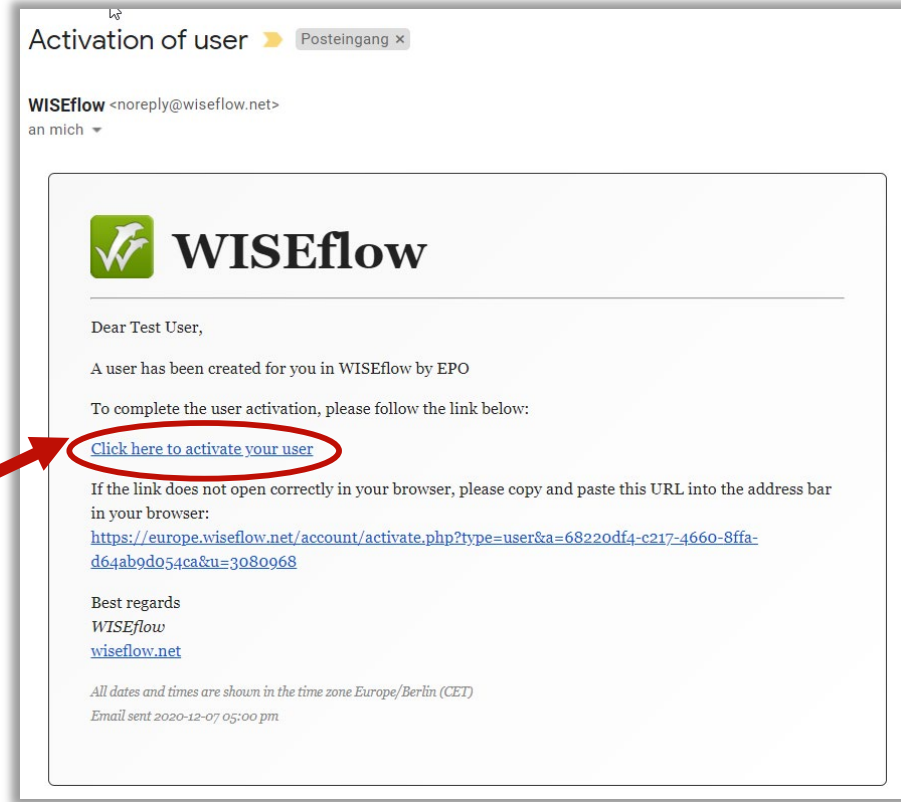 Activation of user
Posteingang ×
WISEflow <noreply@wiseflow.net>
an mich
WISEflow
Dear Test User,
A user has been created for you in WISEflow by EPO
To complete the user activation, please follow the link below:
Click here to activate your user
If the link does not open correctly in your browser, please copy and paste this URL into the address bar
in your browser:
https://europe.wiseflow.net/account/activate.php?type=user&a=68220df4-c217-4660-8ffa-
d64ab9d054ca&u=3080968
Best regards
WISEflow
wiseflow.net
All dates and times are shown in the time zone Europe/Berlin (CET)
Email sent 2020-12-07 05:00 pm